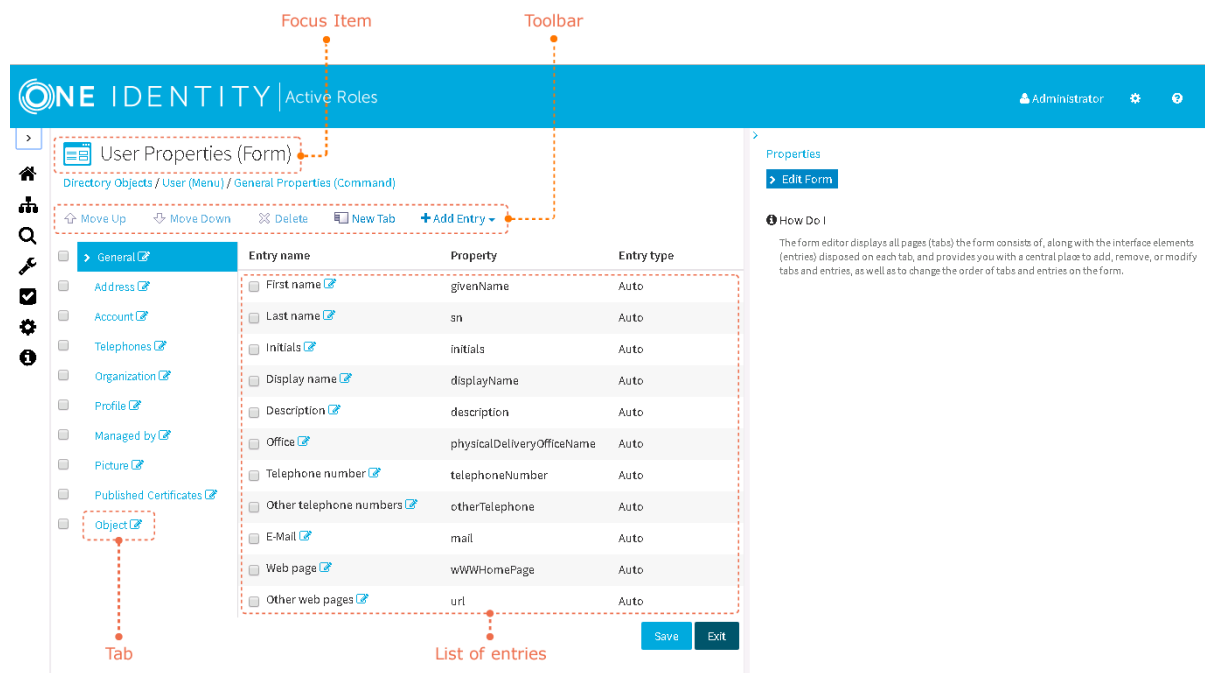 Focus Item
Toolbar
ONE IDENTITY Active Roles
Administrator
User Properties (Form)
Directory Objects / User (Menu) / General Properties (Command)
Move Up Move Down Delete New Tab Add Entry
General
Address
Account
Telephones
Organization
Profile
Managed by
Picture
Published Certificates
Object
Entry name Property Entry type
First name givenName Auto
Last name sn Auto
Initials initials Auto
Display name displayName Auto
Description description Auto
Office physicalDeliveryOfficeName Auto
Telephone number telephoneNumber Auto
Other telephone numbers otherTelephone Auto
E-Mail mail Auto
Web page wWWHomePage Auto
Other web pages url Auto
Save Exit
Properties
Edit Form
How Do I
The form editor displays all pages (tabs) the form consists of, along with the interface elements
(entries) disposed on each tab, and provides you with a central place to add, remove, or modify
tabs and entries, as well as to change the order of tabs and entries on the form.
Tab
List of entries